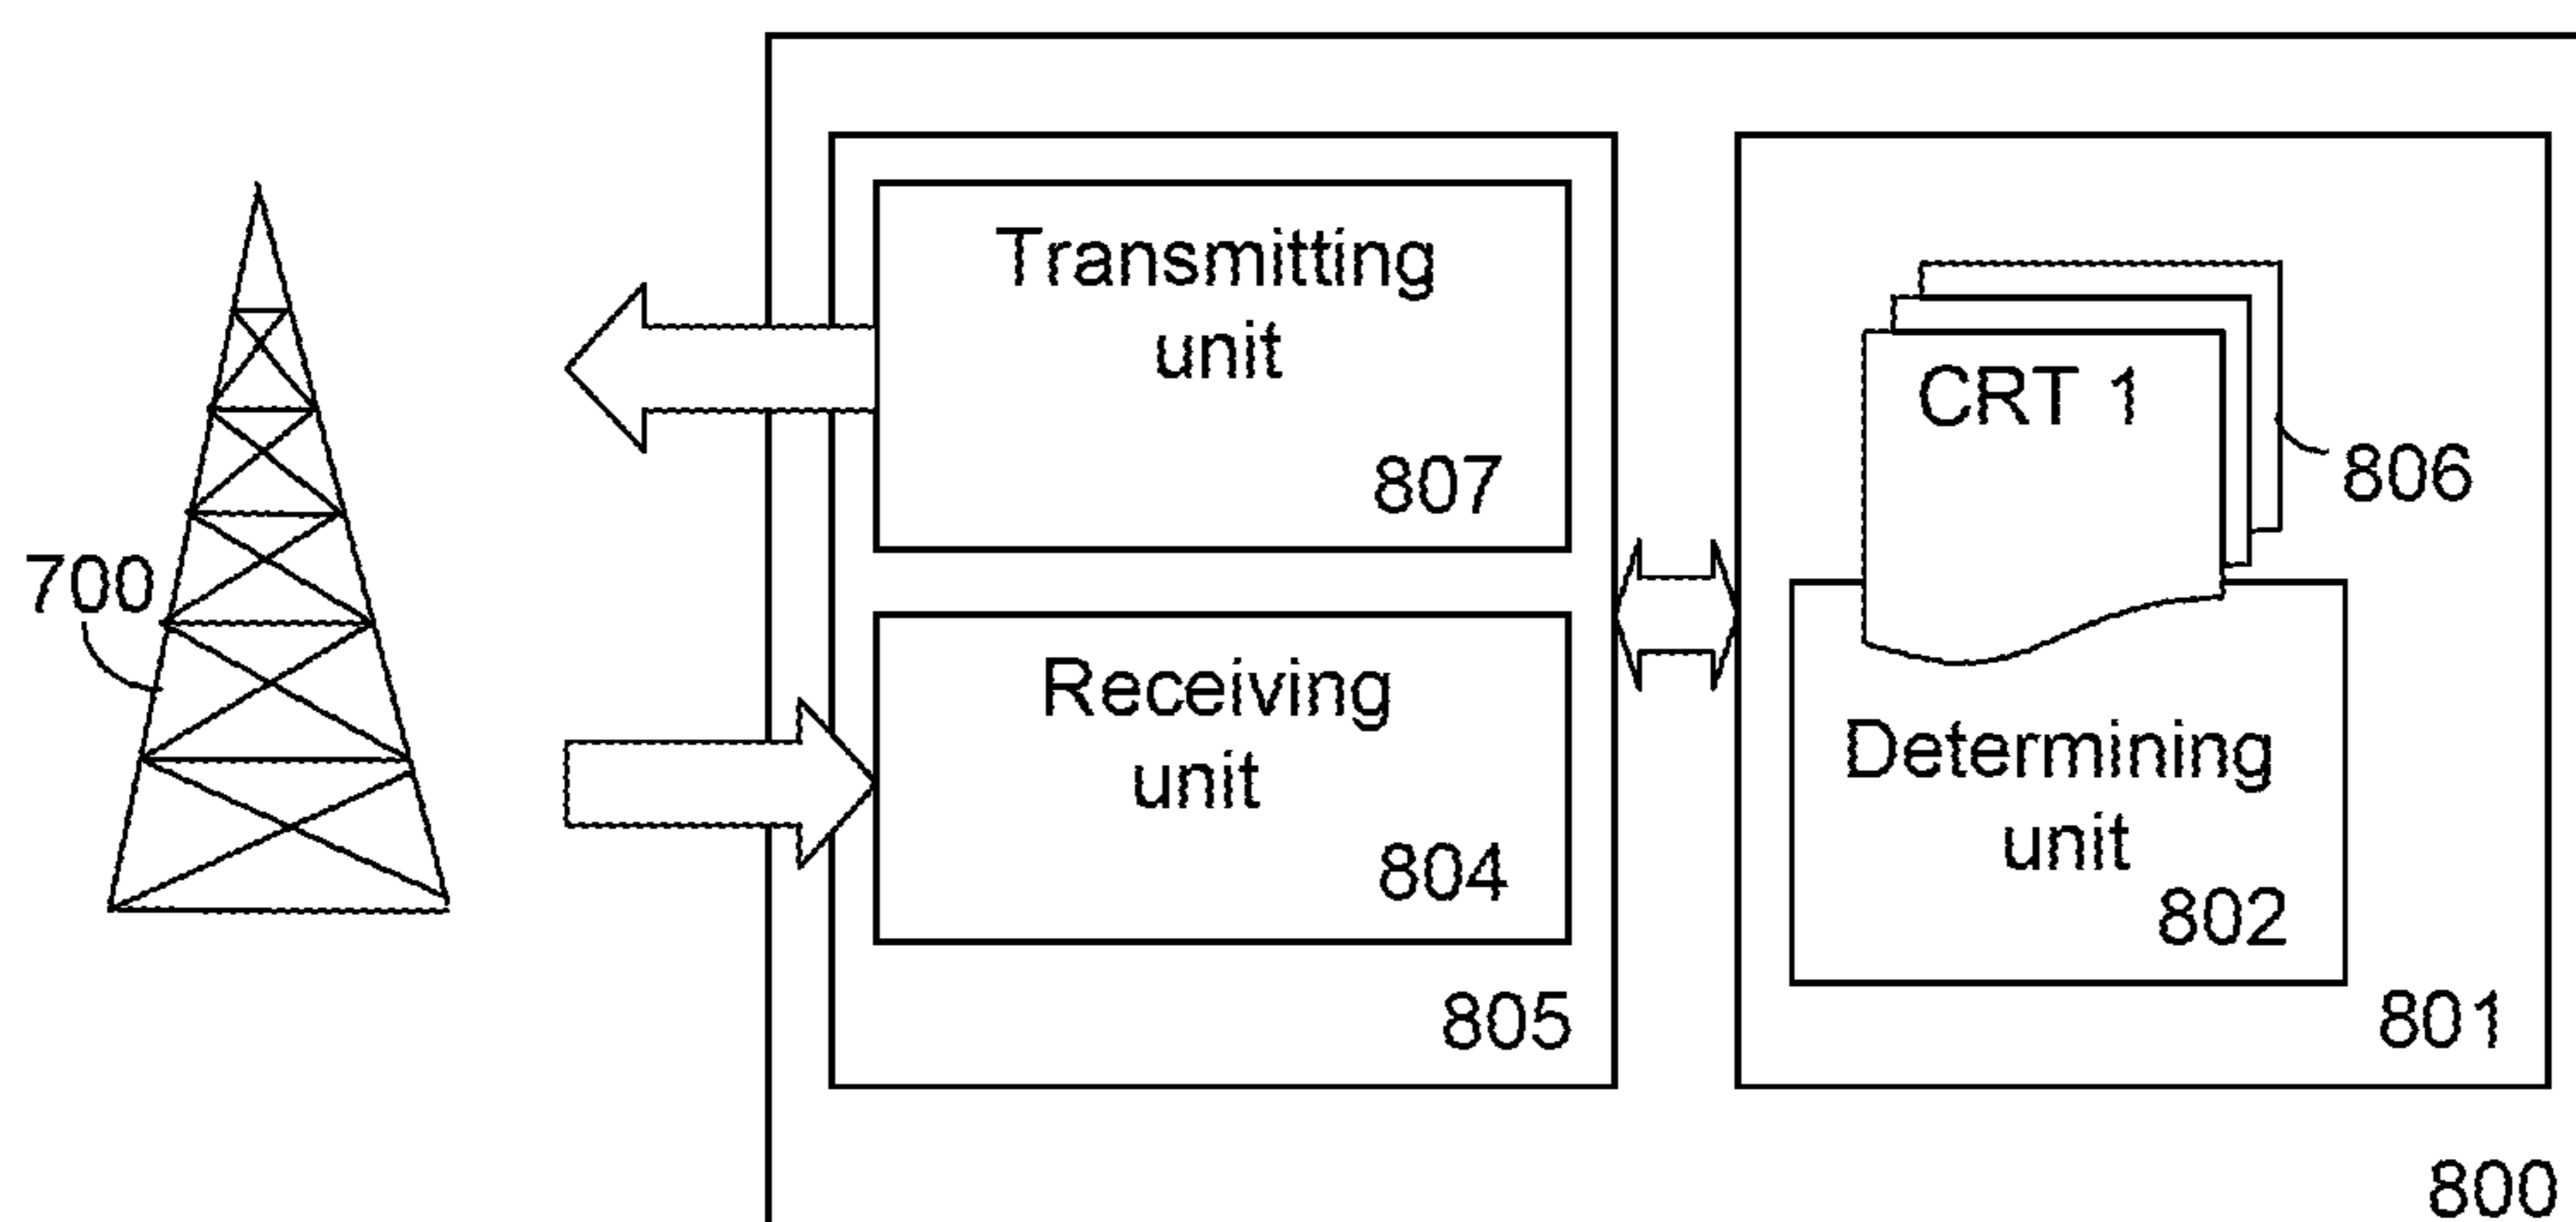 700
Transmitting
unit
807
Receiving
unit
804
805
CRT 1
806
Determining
unit
802
801
800